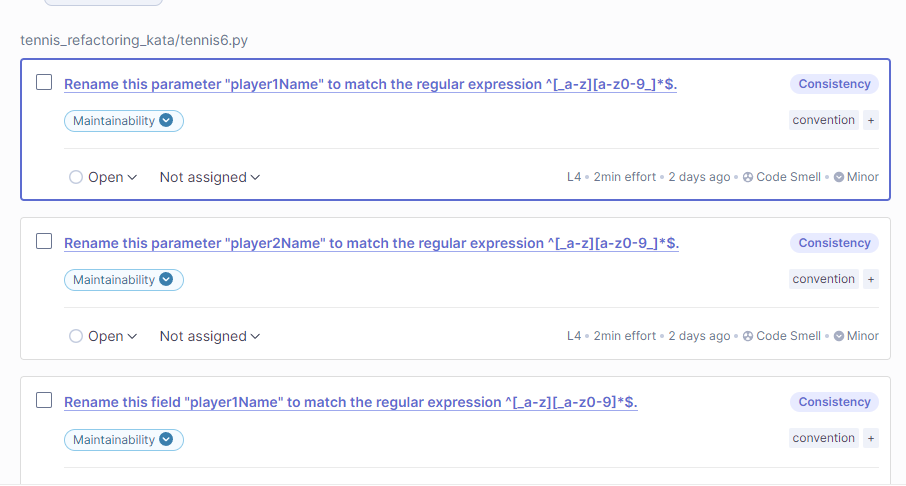 tennis_refactoring_kata/tennis6.py
Rename this parameter "player1Name" to match the regular expression ^[_a-z][a-z0-9_]*$.
Consistency
Maintainability
convention +
Open Not assigned
L4 • 2min effort • 2 days ago • Code Smell • Minor
Rename this parameter "player2Name" to match the regular expression ^[_a-z][a-z0-9_]*$.
Consistency
Maintainability
convention +
Open Not assigned
L4 • 2min effort • 2 days ago • Code Smell • Minor
Rename this field "player1Name" to match the regular expression ^[_a-z][_a-z0-9]*$.
Consistency
Maintainability
convention +